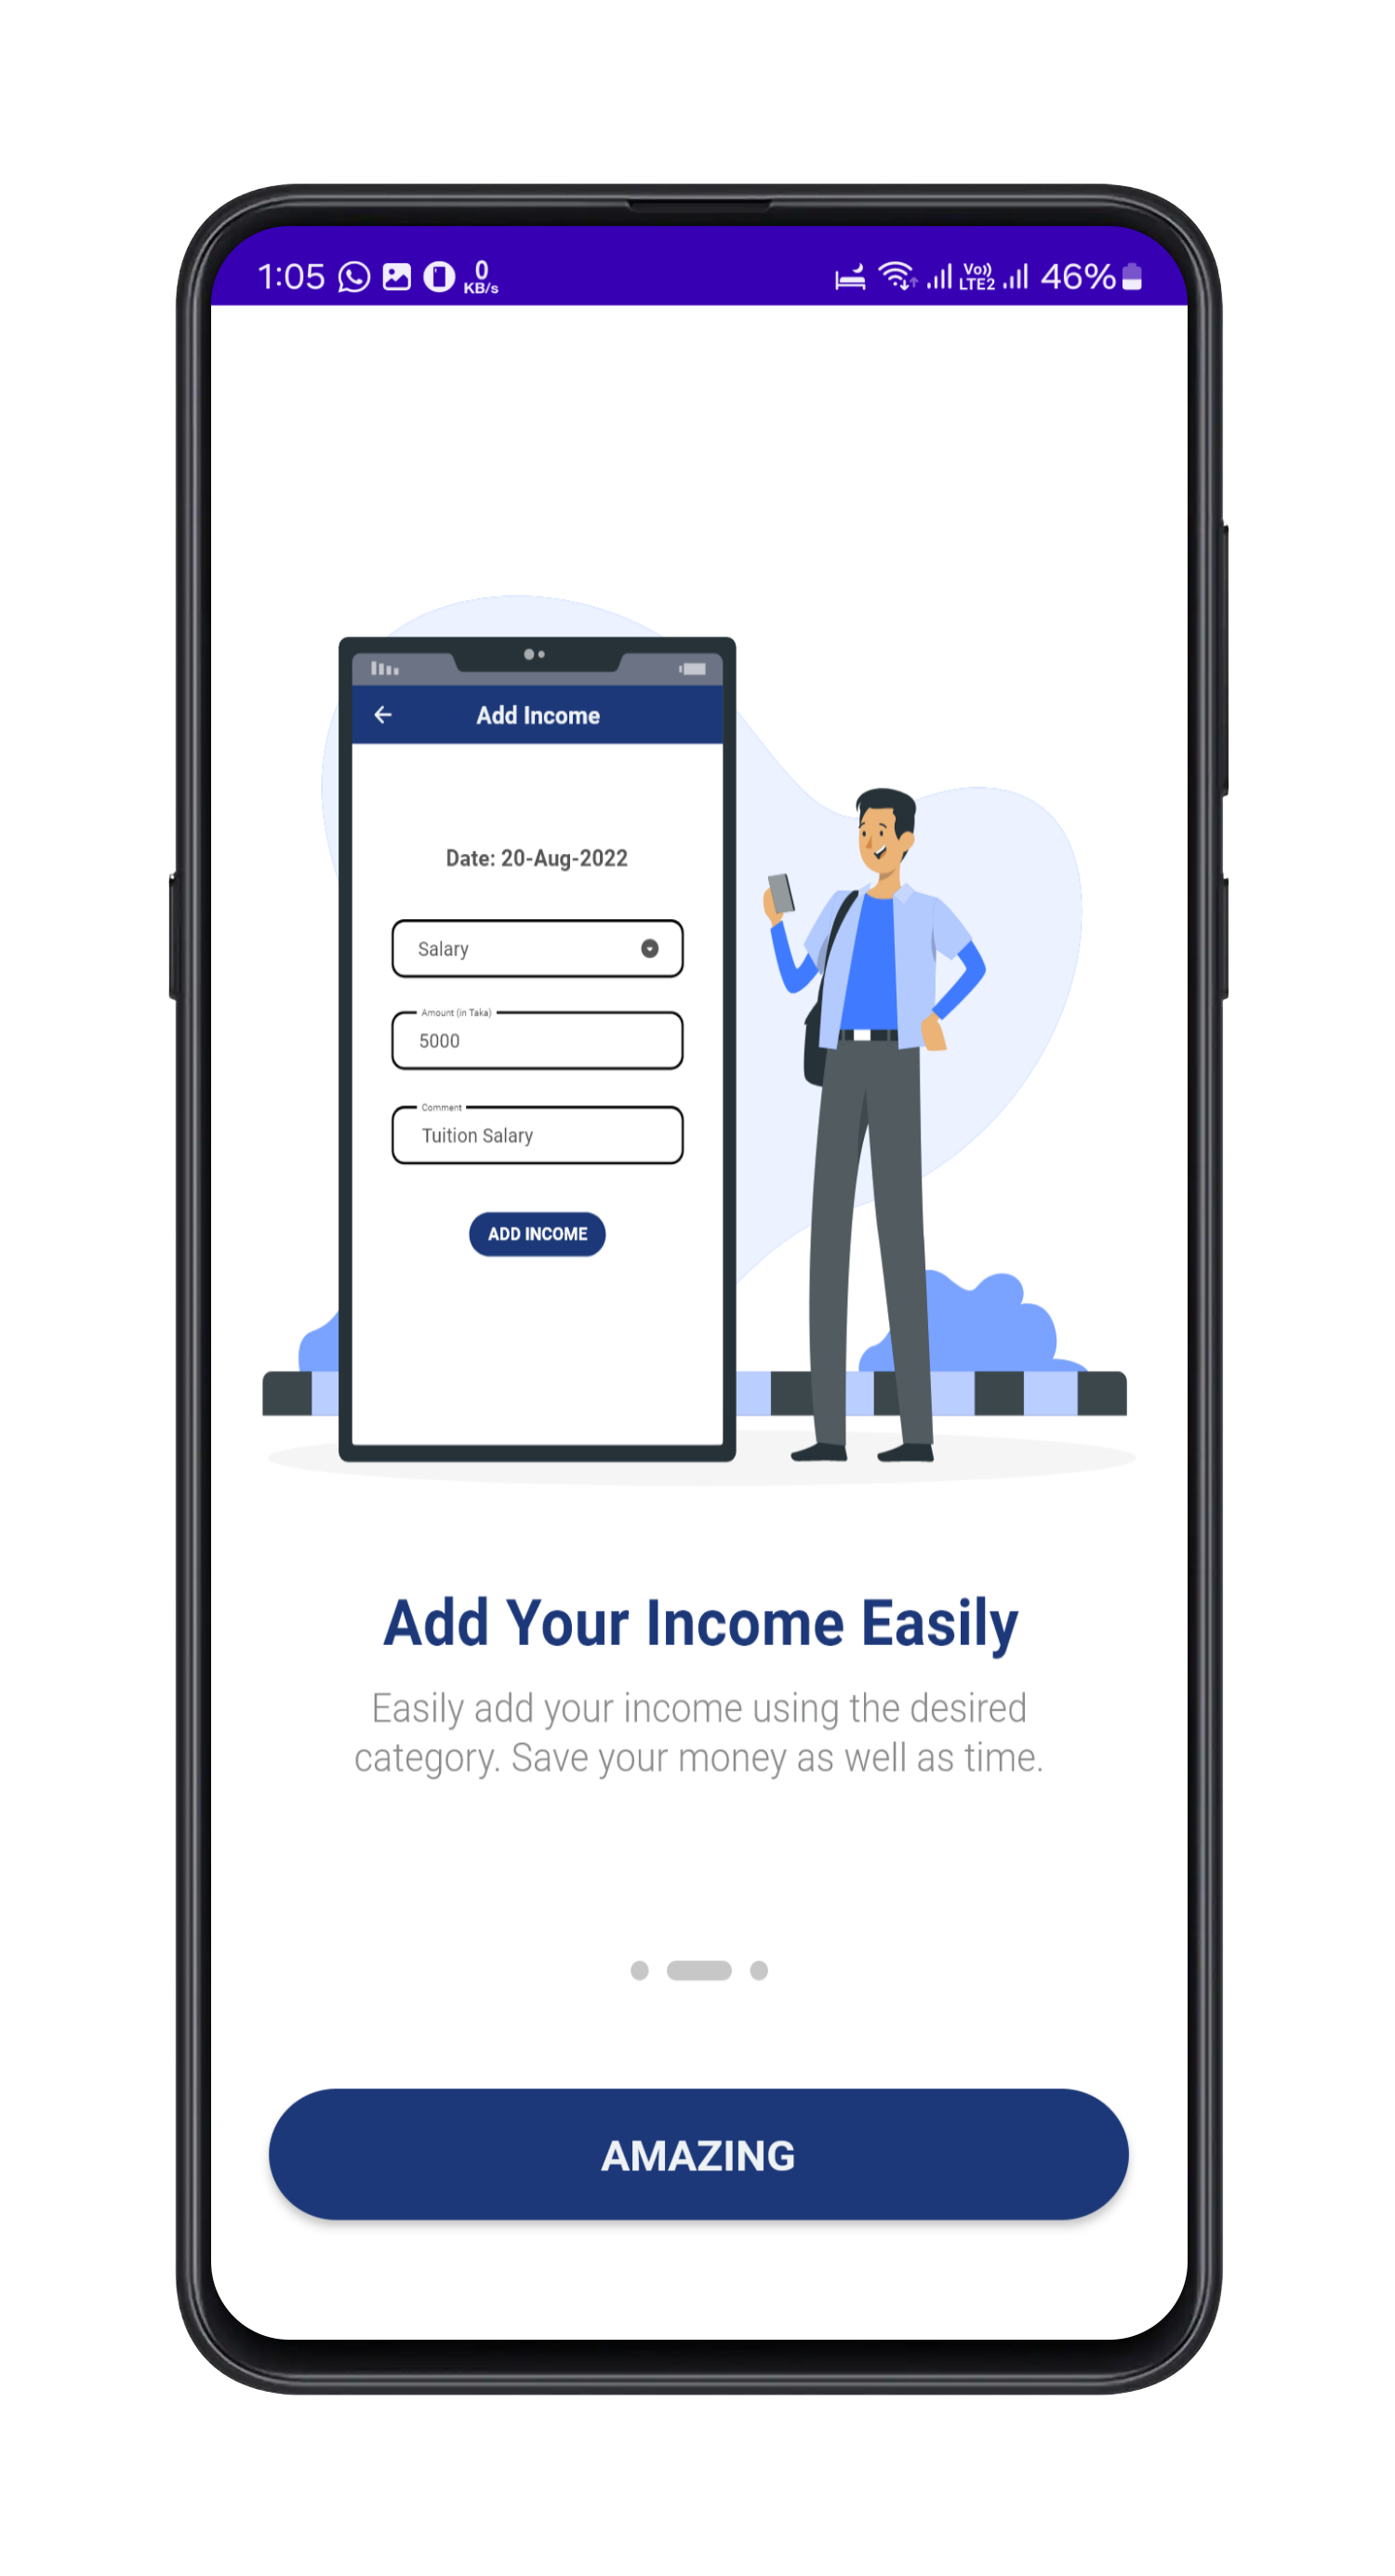 1:05 0 KB/s Vo)) LTE2 46%
Add Income
Date: 20-Aug-2022
Salary
Amount (in Taka)
5000
Comment
Tuition Salary
ADD INCOME
Add Your Income Easily
Easily add your income using the desired
category. Save your money as well as time.
AMAZING